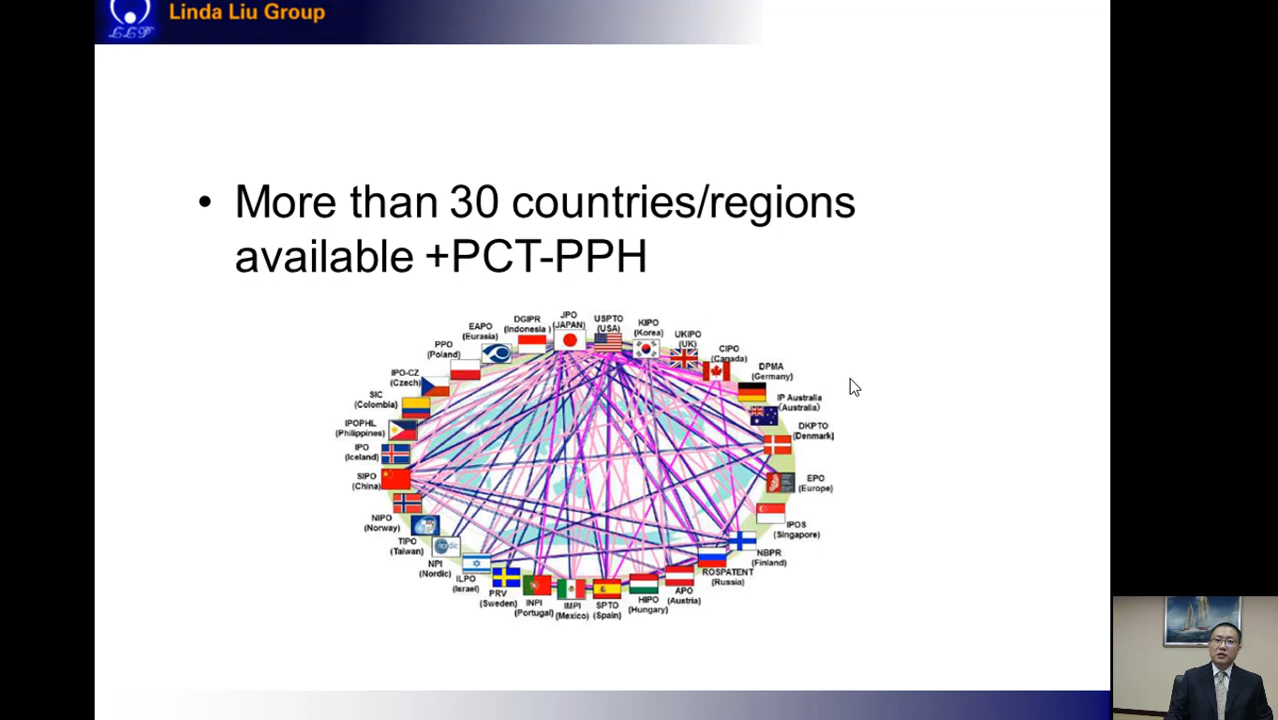 Linda Liu Group
LLP
• More than 30 countries/regions
available +PCT-PPH
JPO
(JAPAN)
USPTO
(USA)
KIPO
(Korea)
UKIPO
(UK)
CIPO
(Canada)
DPMA
(Germany)
IP Australia
(Australia)
DKPTO
(Denmark)
EPO
(Europe)
IPOS
(Singapore)
NBPR
(Finland)
ROSPATENT
(Russia)
APO
(Austria)
HIPO
(Hungary)
SPTO
(Spain)
IMPI
(Mexico)
INPI
(Portugal)
PRV
(Sweden)
ILPO
(Israel)
NPI
(Nordic)
TIPO
(Taiwan)
NIPO
(Norway)
SIPO
(China)
IPO
(Iceland)
IPOPHL
(Philippines)
SIC
(Colombia)
IPO-CZ
(Czech)
PPO
(Poland)
EAPO
(Eurasia)
DGIPR
(Indonesia )